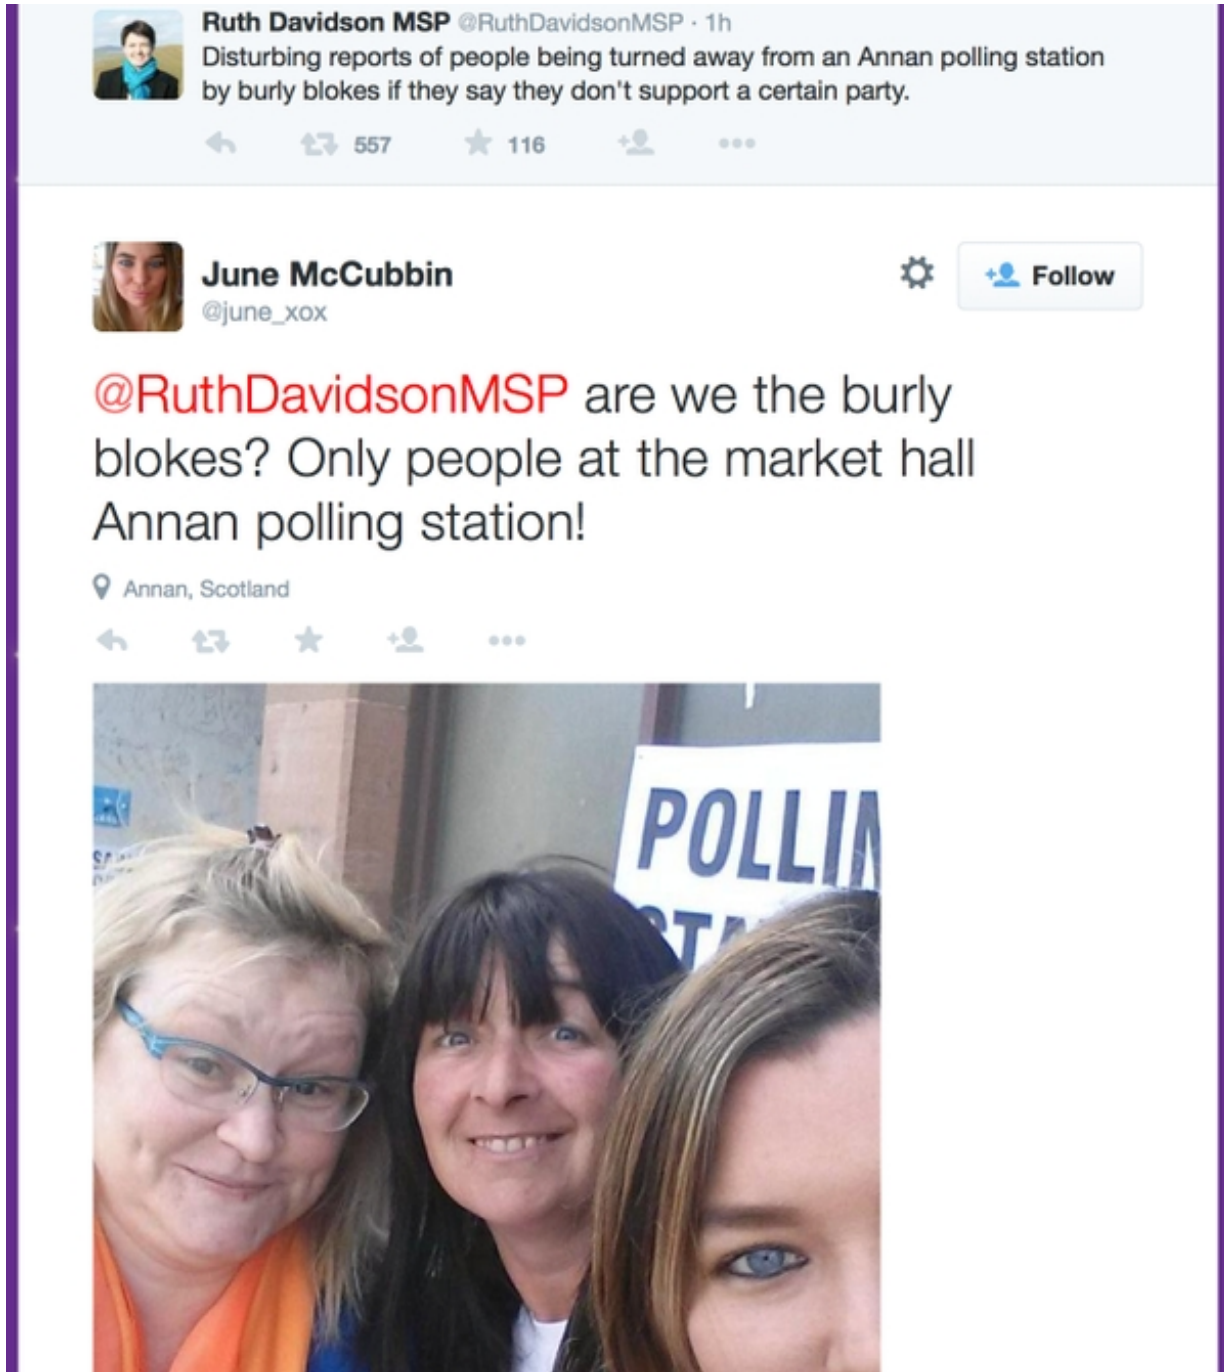 Ruth Davidson MSP @RuthDavidsonMSP · 1h
Disturbing reports of people being turned away from an Annan polling station
by burly blokes if they say they don't support a certain party.
557 116
June McCubbin
@june_xox
Follow
@RuthDavidsonMSP are we the burly
blokes? Only people at the market hall
Annan polling station!
Annan, Scotland
POLLIN
STA